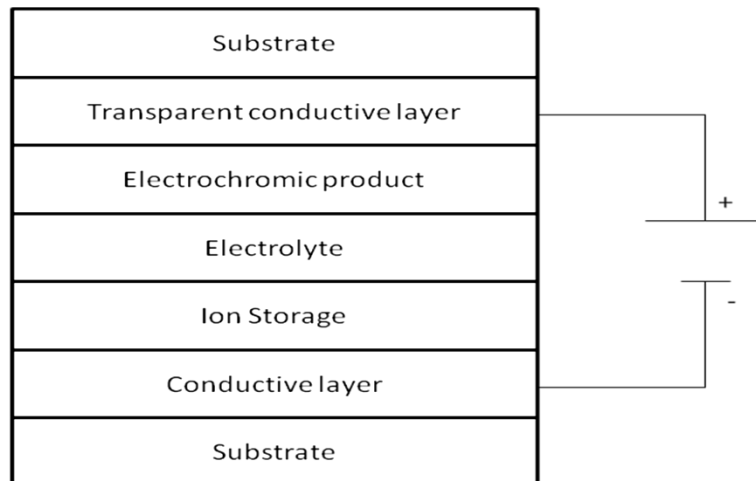 Substrate
Transparent conductive layer
Electrochromic product
+
Electrolyte
Ion Storage
-
Conductive layer
Substrate